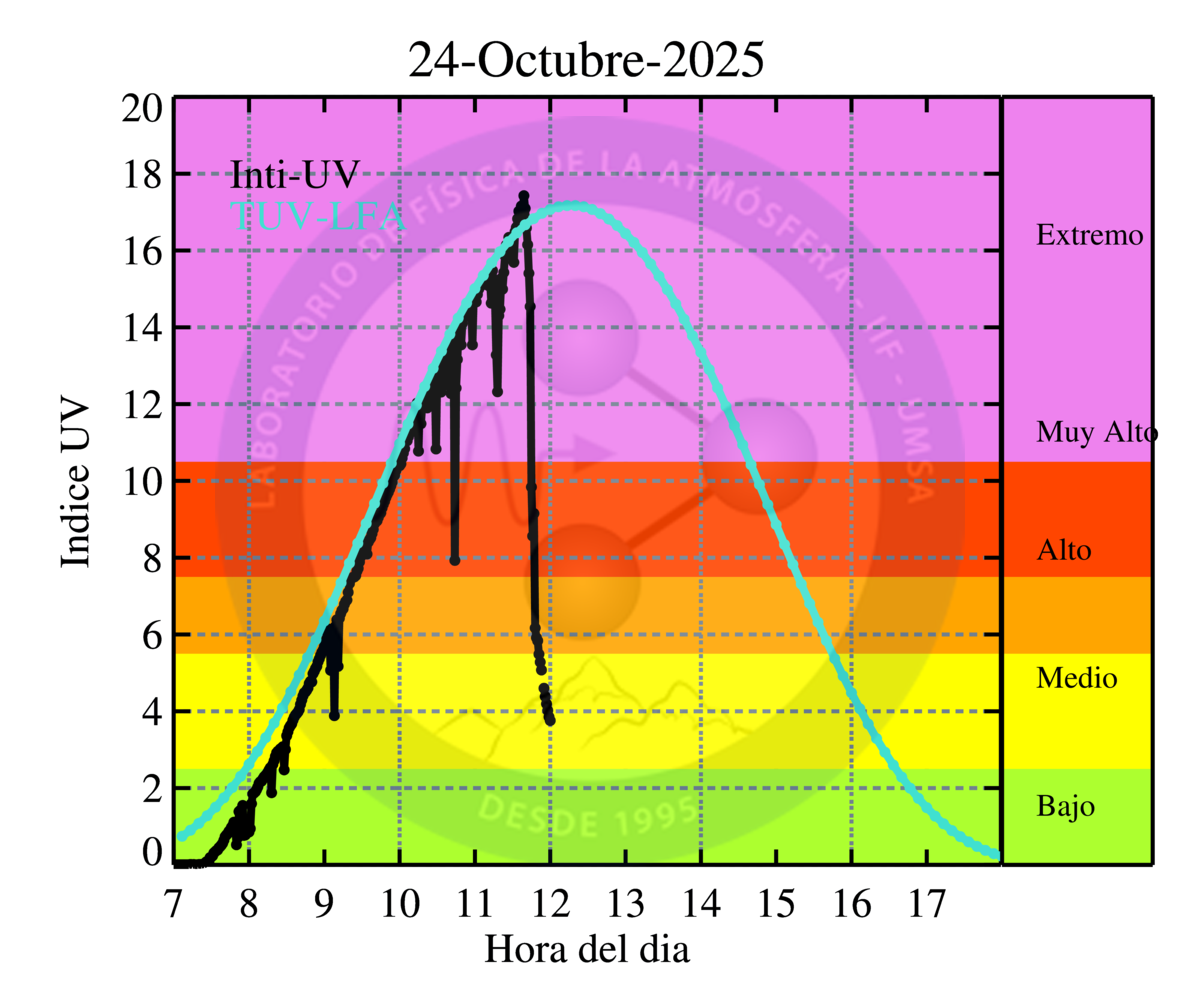 24-Octubre-2025
20
18
16
14
12
10
8
6
4
2
0
Indice UV
Inti-UV
TUV-LFA
LABORATORIO DE FÍSICA DE LA ATMÓSFERA - IIF - UMSA
DESDE 1995
Extremo
Muy Alto
Alto
Medio
Bajo
7 8 9 10 11 12 13 14 15 16 17
Hora del dia